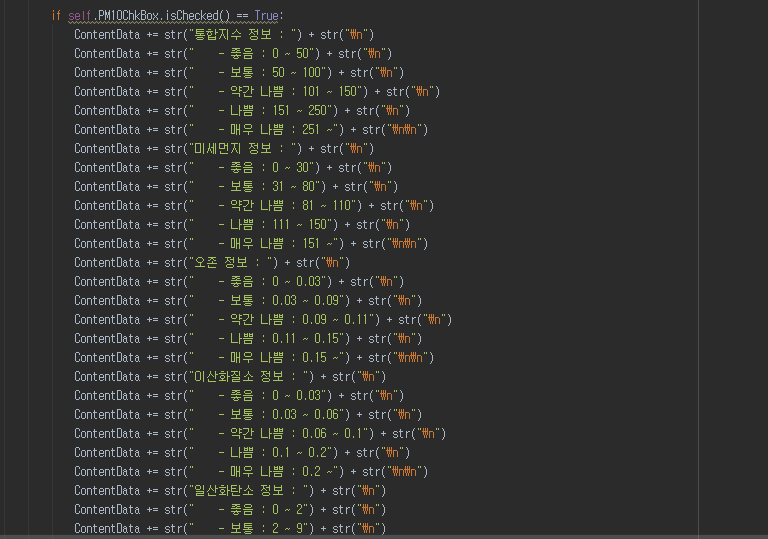 if self.PM10ChkBox.isChecked() == True:
ContentData += str("통합지수 정보 : ") + str("₩n")
ContentData += str("   - 좋음 : 0 ~ 50") + str("₩n")
ContentData += str("   - 보통 : 50 ~ 100") + str("₩n")
ContentData += str("   - 약간 나쁨 : 101 ~ 150") + str("₩n")
ContentData += str("   - 나쁨 : 151 ~ 250") + str("₩n")
ContentData += str("   - 매우 나쁨 : 251 ~") + str("₩n₩n")
ContentData += str("미세먼지 정보 : ") + str("₩n")
ContentData += str("   - 좋음 : 0 ~ 30") + str("₩n")
ContentData += str("   - 보통 : 31 ~ 80") + str("₩n")
ContentData += str("   - 약간 나쁨 : 81 ~ 110") + str("₩n")
ContentData += str("   - 나쁨 : 111 ~ 150") + str("₩n")
ContentData += str("   - 매우 나쁨 : 151 ~") + str("₩n₩n")
ContentData += str("오존 정보 : ") + str("₩n")
ContentData += str("   - 좋음 : 0 ~ 0.03") + str("₩n")
ContentData += str("   - 보통 : 0.03 ~ 0.09") + str("₩n")
ContentData += str("   - 약간 나쁨 : 0.09 ~ 0.11") + str("₩n")
ContentData += str("   - 나쁨 : 0.11 ~ 0.15") + str("₩n")
ContentData += str("   - 매우 나쁨 : 0.15 ~") + str("₩n₩n")
ContentData += str("이산화질소 정보 : ") + str("₩n")
ContentData += str("   - 좋음 : 0 ~ 0.03") + str("₩n")
ContentData += str("   - 보통 : 0.03 ~ 0.06") + str("₩n")
ContentData += str("   - 약간 나쁨 : 0.06 ~ 0.1") + str("₩n")
ContentData += str("   - 나쁨 : 0.1 ~ 0.2") + str("₩n")
ContentData += str("   - 매우 나쁨 : 0.2 ~") + str("₩n₩n")
ContentData += str("일산화탄소 정보 : ") + str("₩n")
ContentData += str("   - 좋음 : 0 ~ 2") + str("₩n")
ContentData += str("   - 보통 : 2 ~ 9") + str("₩n")